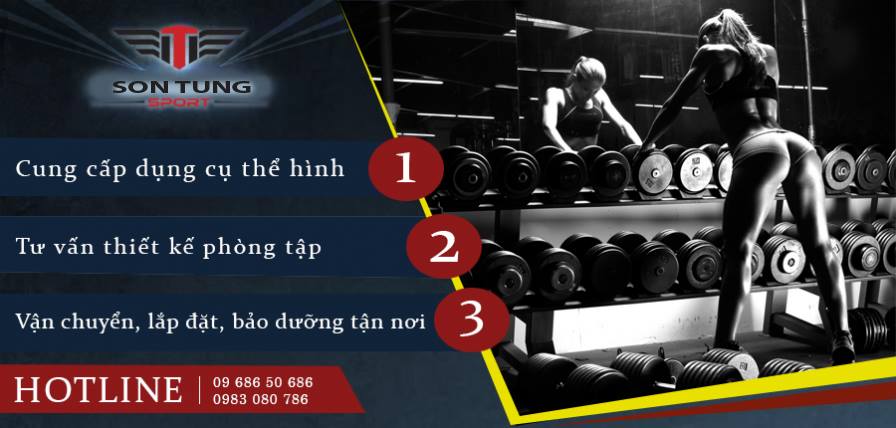 SON TUNG
SPORT
Cung cấp dụng cụ thể hình
1
Tư vấn thiết kế phòng tập
2
Vận chuyển, lắp đặt, bảo dưỡng tận nơi
3
HOTLINE
09 686 50 686
0983 080 786